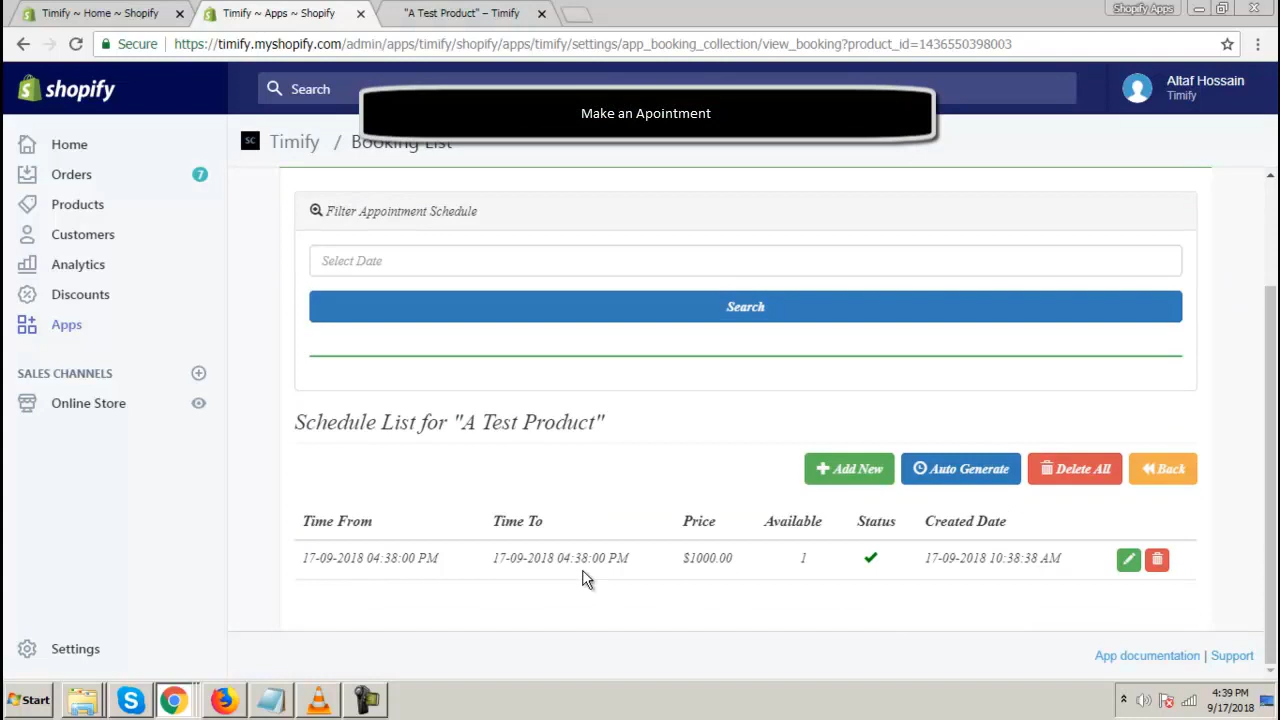 Timify ~ Home ~ Shopify
Timify ~ Apps ~ Shopify
"A Test Product" – Timify
Shopify Apps
Secure
https://timify.myshopify.com/admin/apps/timify/shopify/apps/timify/settings/app_booking_collection/view_booking?product_id=1436550398003
shopify
Search
Altaf Hossain
Timify
Make an Apointment
SC
Timify / Booking List
Home
Orders
7
Products
Customers
Analytics
Discounts
Apps
SALES CHANNELS
Online Store
Settings
Filter Appointment Schedule
Select Date
Search
Schedule List for "A Test Product"
Add New
Auto Generate
Delete All
Back
Time From Time To Price Available Status Created Date
17-09-2018 04:38:00 PM 17-09-2018 04:38:00 PM $1000.00 1 17-09-2018 10:38:38 AM
App documentation | Support
Start
4:39 PM
9/17/2018